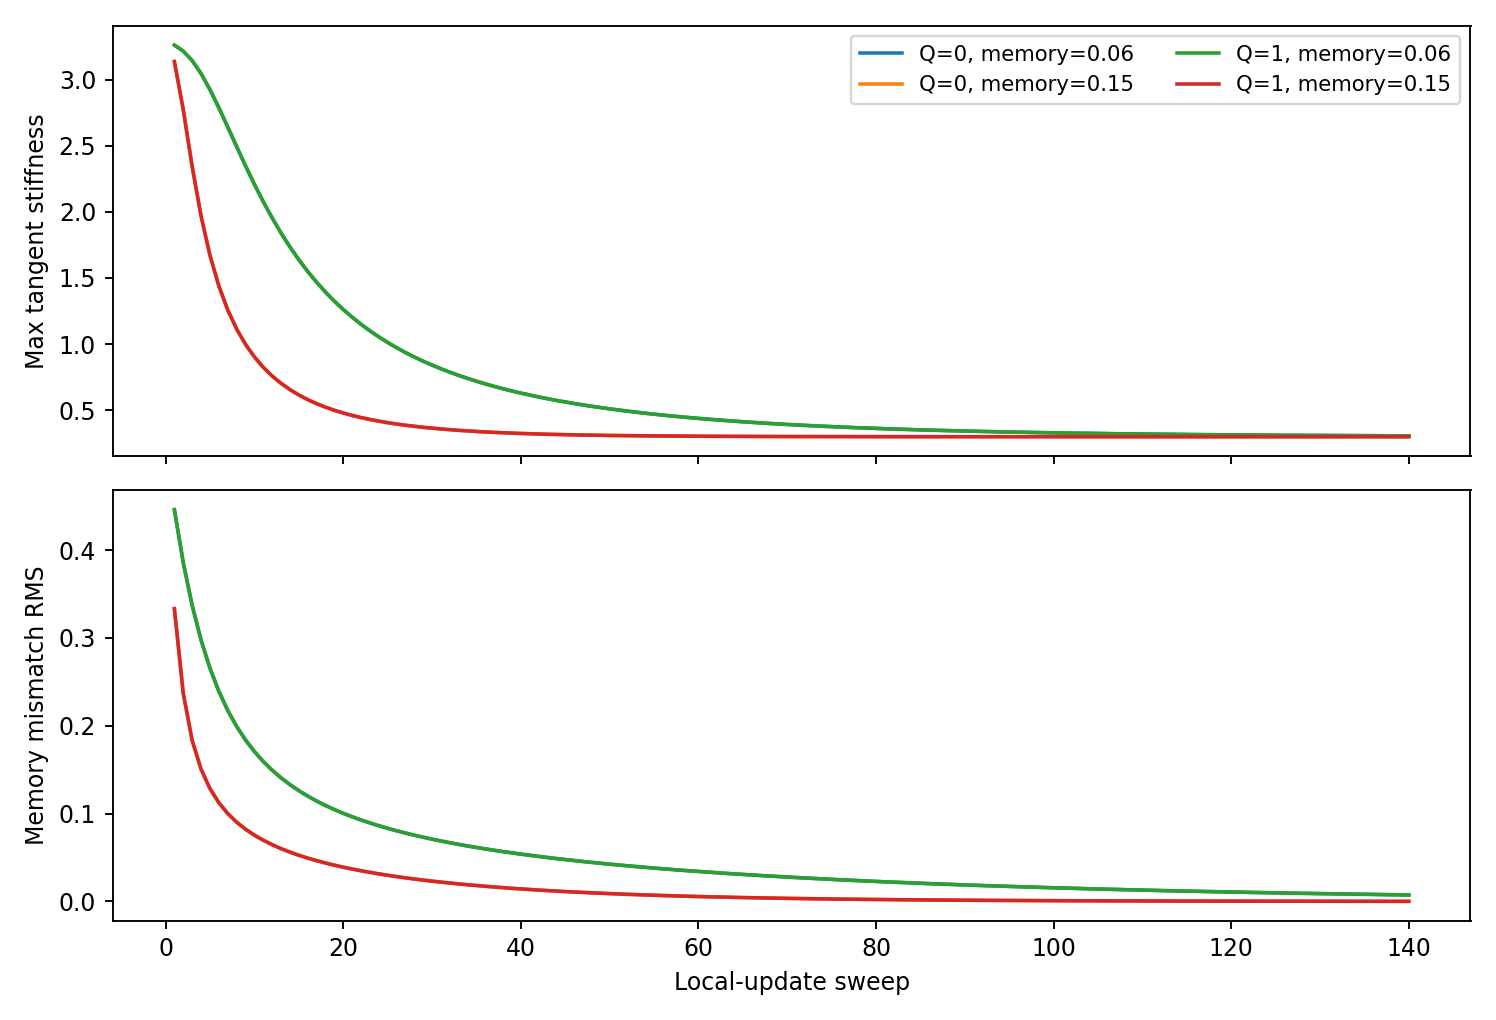 Max tangent stiffness
3.0
2.5
2.0
1.5
1.0
0.5
Q=0, memory=0.06 Q=1, memory=0.06
Q=0, memory=0.15 Q=1, memory=0.15
Memory mismatch RMS
0.4
0.3
0.2
0.1
0.0
0 20 40 60 80 100 120 140
Local-update sweep